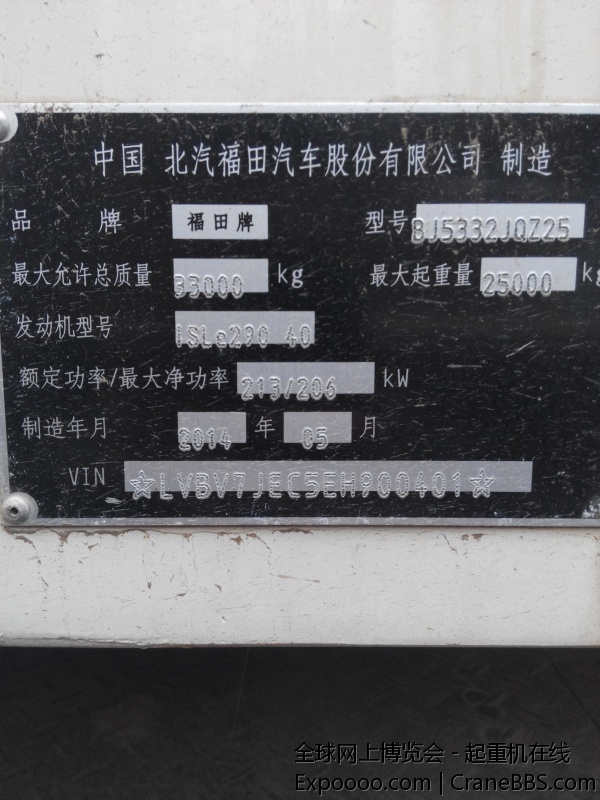 中国 北汽福田汽车股份有限公司 制造
品 牌 福田牌 型号 BJ5332JQZ25
最大允许总质量 33000 kg 最大起重量 25000 kg
发动机型号 ISLe290 40
额定功率/最大净功率 213/206 kW
制造年月 2014 年 05 月
VIN ☆LVBV7JEC5EH900401☆
全球网上博览会 - 起重机在线
Expoooo.com | CraneBBS.com